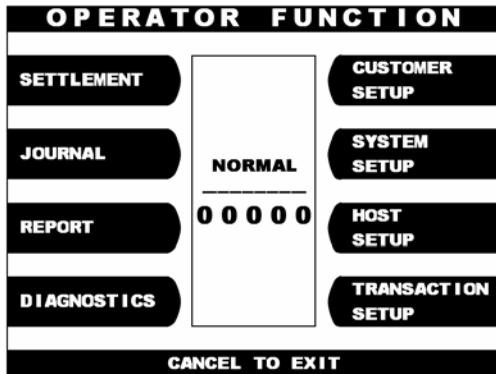 OPERATOR FUNCTION
SETTLEMENT
JOURNAL
REPORT
DIAGNOSTICS
NORMAL
00000
CUSTOMER
SETUP
SYSTEM
SETUP
HOST
SETUP
TRANSACTION
SETUP
CANCEL TO EXIT